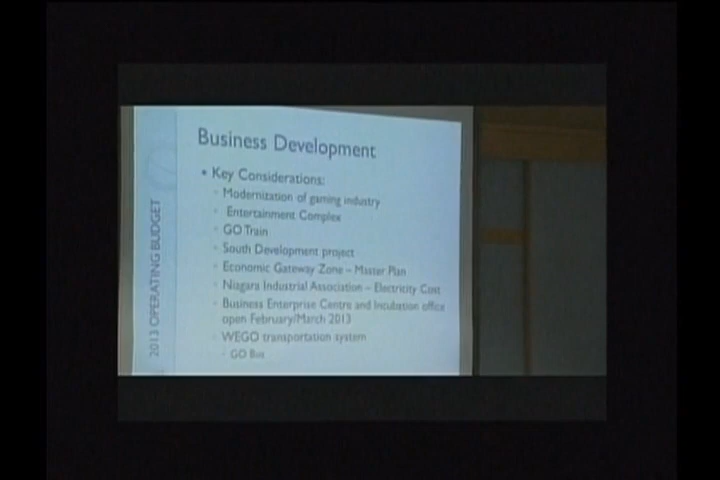 Business Development
• Key Considerations:
Modernization of gaming industry
Entertainment Complex
GO Train
South Development project
Economic Gateway Zone – Master Plan
Niagara Industrial Association – Electricity Cost
Business Enterprise Centre and Incubation office
open February/March 2013
WEGO transportation system
GO Bus
2013 OPERATING BUDGET